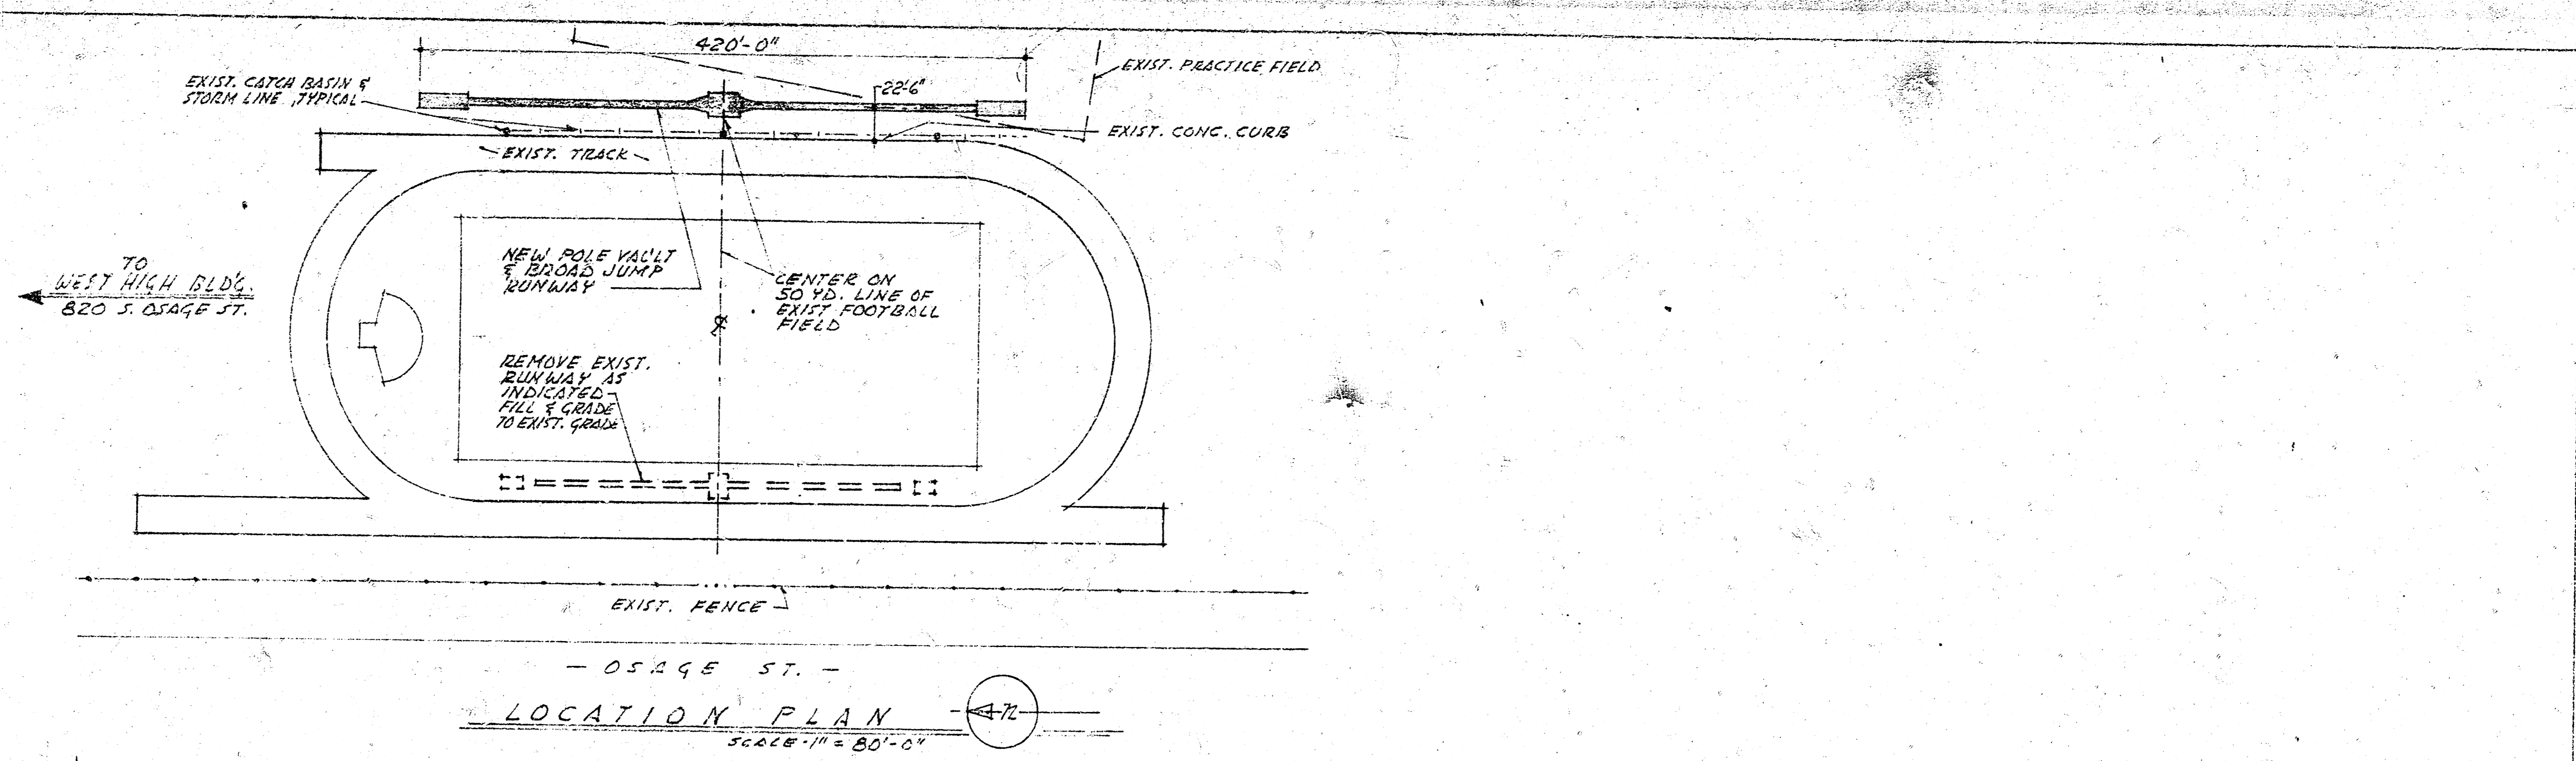 420'-0"
EXIST. CATCH BASIN &
STORM LINE, TYPICAL
22'-6"
EXIST. PRACTICE FIELD
EXIST. CONC. CURB
EXIST. TRACK
TO
WEST HIGH BLD'G.
820 S. OSAGE ST.
NEW POLE VAULT
& BROAD JUMP
RUNWAY
CENTER ON
50 YD. LINE OF
EXIST FOOTBALL
FIELD
REMOVE EXIST.
RUNWAY AS
INDICATED
FILL & GRADE
TO EXIST. GRADE
EXIST. FENCE
- OSAGE ST. -
LOCATION PLAN
n
SCALE - 1" = 80'-0"